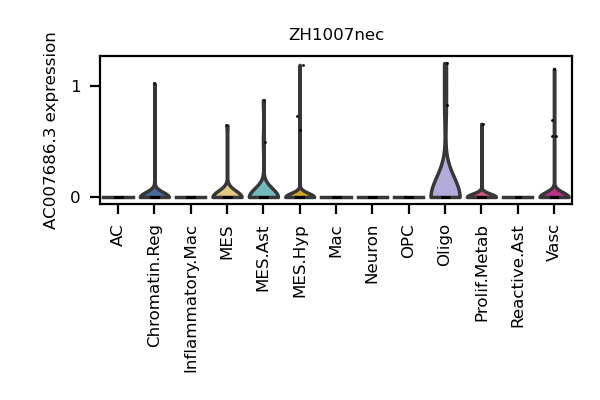 ZH1007nec
AC007686.3 expression
1
0
AC
Chromatin.Reg
Inflammatory.Mac
MES
MES.Ast
MES.Hyp
Mac
Neuron
OPC
Oligo
Prolif.Metab
Reactive.Ast
Vasc